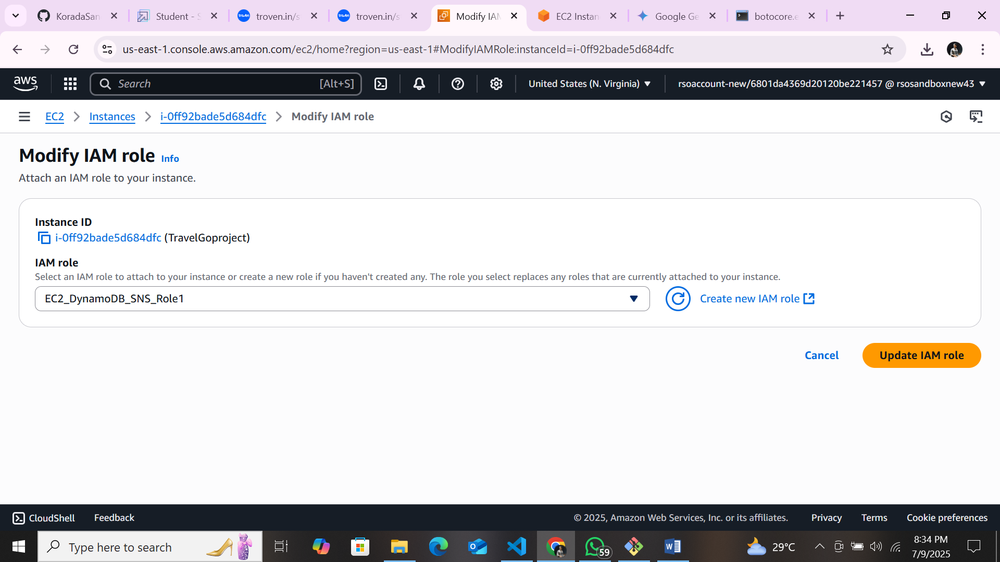 KoradaSan
Student - S
troven.in/s
troven.in/s
Modify IAM
EC2 Instan
Google Ge
botocore.e
us-east-1.console.aws.amazon.com/ec2/home?region=us-east-1#ModifyIAMRole:instanceId=i-0ff92bade5d684dfc
aws
Search
[Alt+S]
United States (N. Virginia)
rsoaccount-new/6801da4369d20120be221457 @ rsosandboxnew43
EC2
Instances
i-0ff92bade5d684dfc
Modify IAM role
Modify IAM role Info
Attach an IAM role to your instance.
Instance ID
i-0ff92bade5d684dfc (TravelGoproject)
IAM role
Select an IAM role to attach to your instance or create a new role if you haven't created any. The role you select replaces any roles that are currently attached to your instance.
EC2_DynamoDB_SNS_Role1
Create new IAM role
Cancel
Update IAM role
CloudShell
Feedback
© 2025, Amazon Web Services, Inc. or its affiliates.
Privacy
Terms
Cookie preferences
Type here to search
59
29°C
8:34 PM
7/9/2025